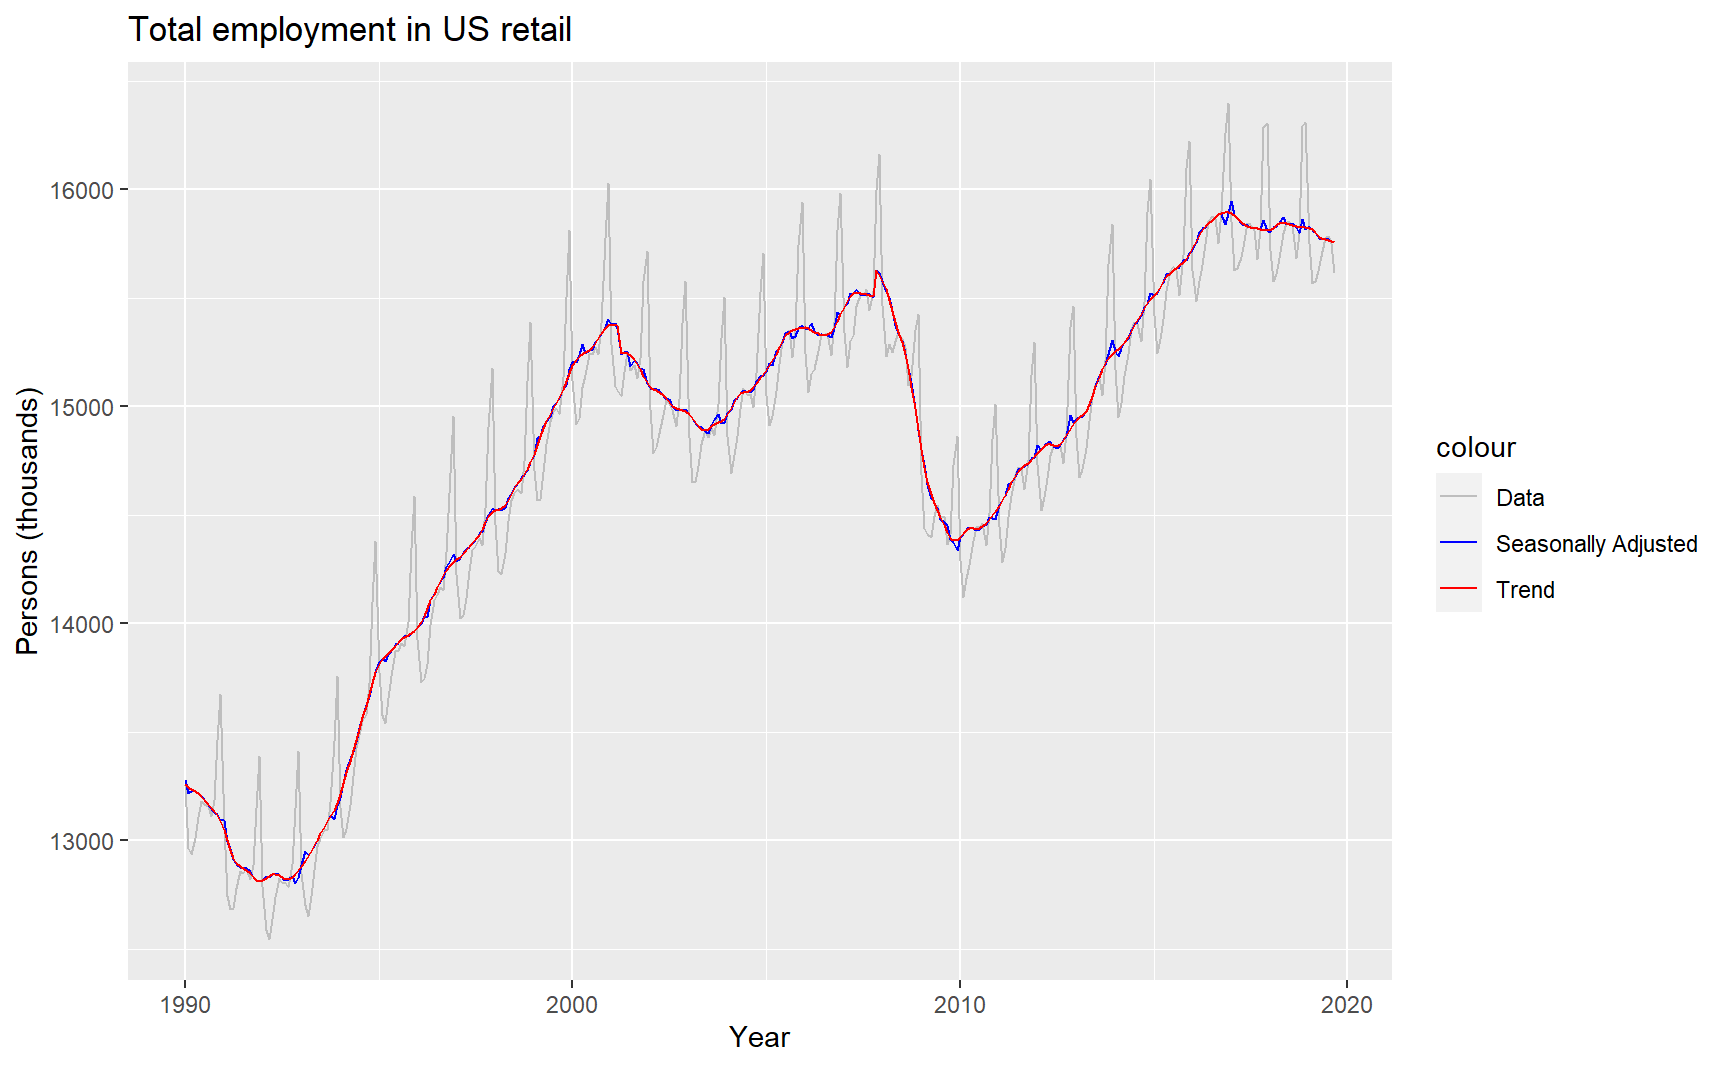 Total employment in US retail
Persons (thousands)
16000
15000
14000
13000
1990
2000
2010
2020
Year
colour
Data
Seasonally Adjusted
Trend